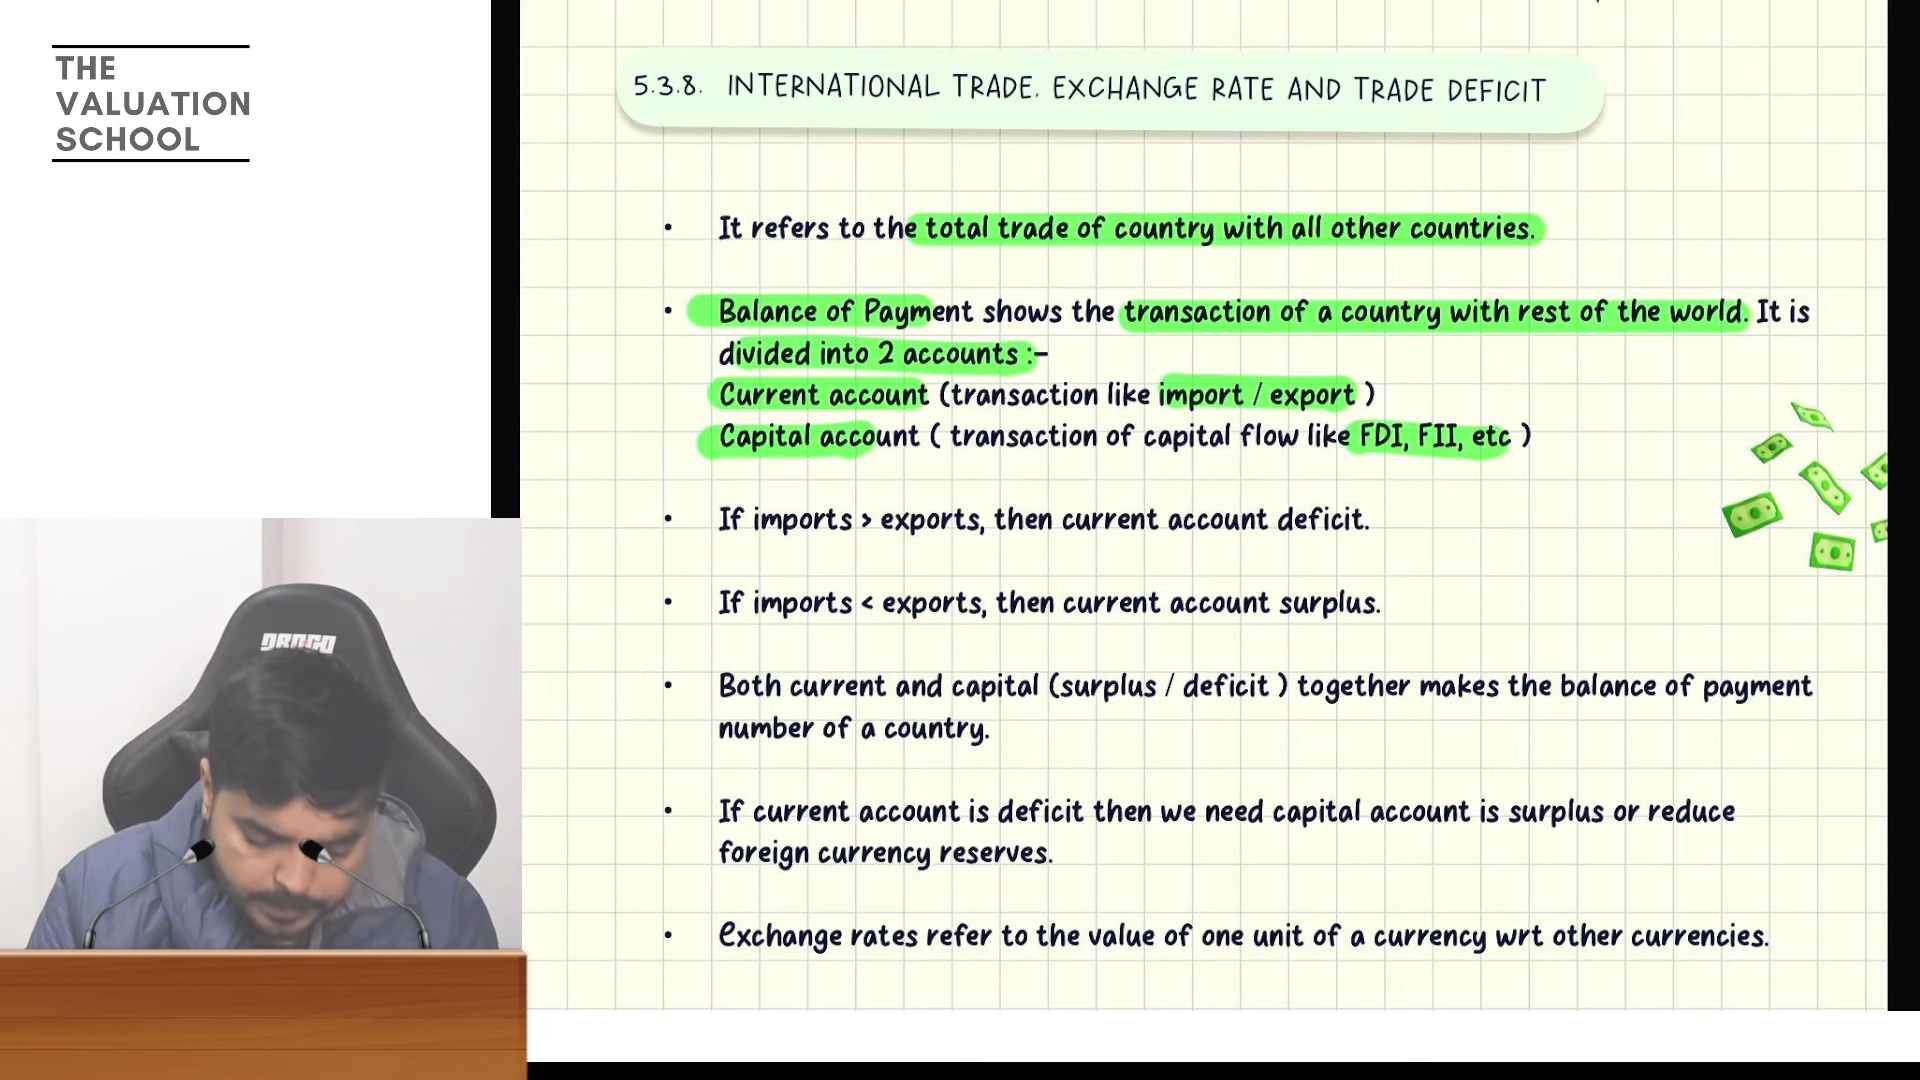 THE
VALUATION
SCHOOL
5.3.8. INTERNATIONAL TRADE, EXCHANGE RATE AND TRADE DEFICIT
• It refers to the total trade of country with all other countries.
• Balance of Payment shows the transaction of a country with rest of the world. It is
divided into 2 accounts :-
Current account (transaction like import / export )
Capital account ( transaction of capital flow like FDI, FII, etc )
• If imports > exports, then current account deficit.
• If imports < exports, then current account surplus.
• Both current and capital (surplus / deficit ) together makes the balance of payment
number of a country.
• If current account is deficit then we need capital account is surplus or reduce
foreign currency reserves.
• Exchange rates refer to the value of one unit of a currency wrt other currencies.
DROGO